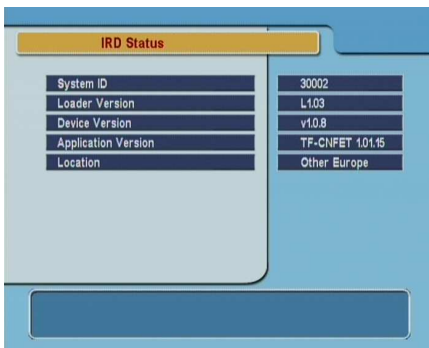 IRD Status
System ID 30002
Loader Version L1.03
Device Version v1.0.8
Application Version TF-CNFET 1.01.15
Location Other Europe